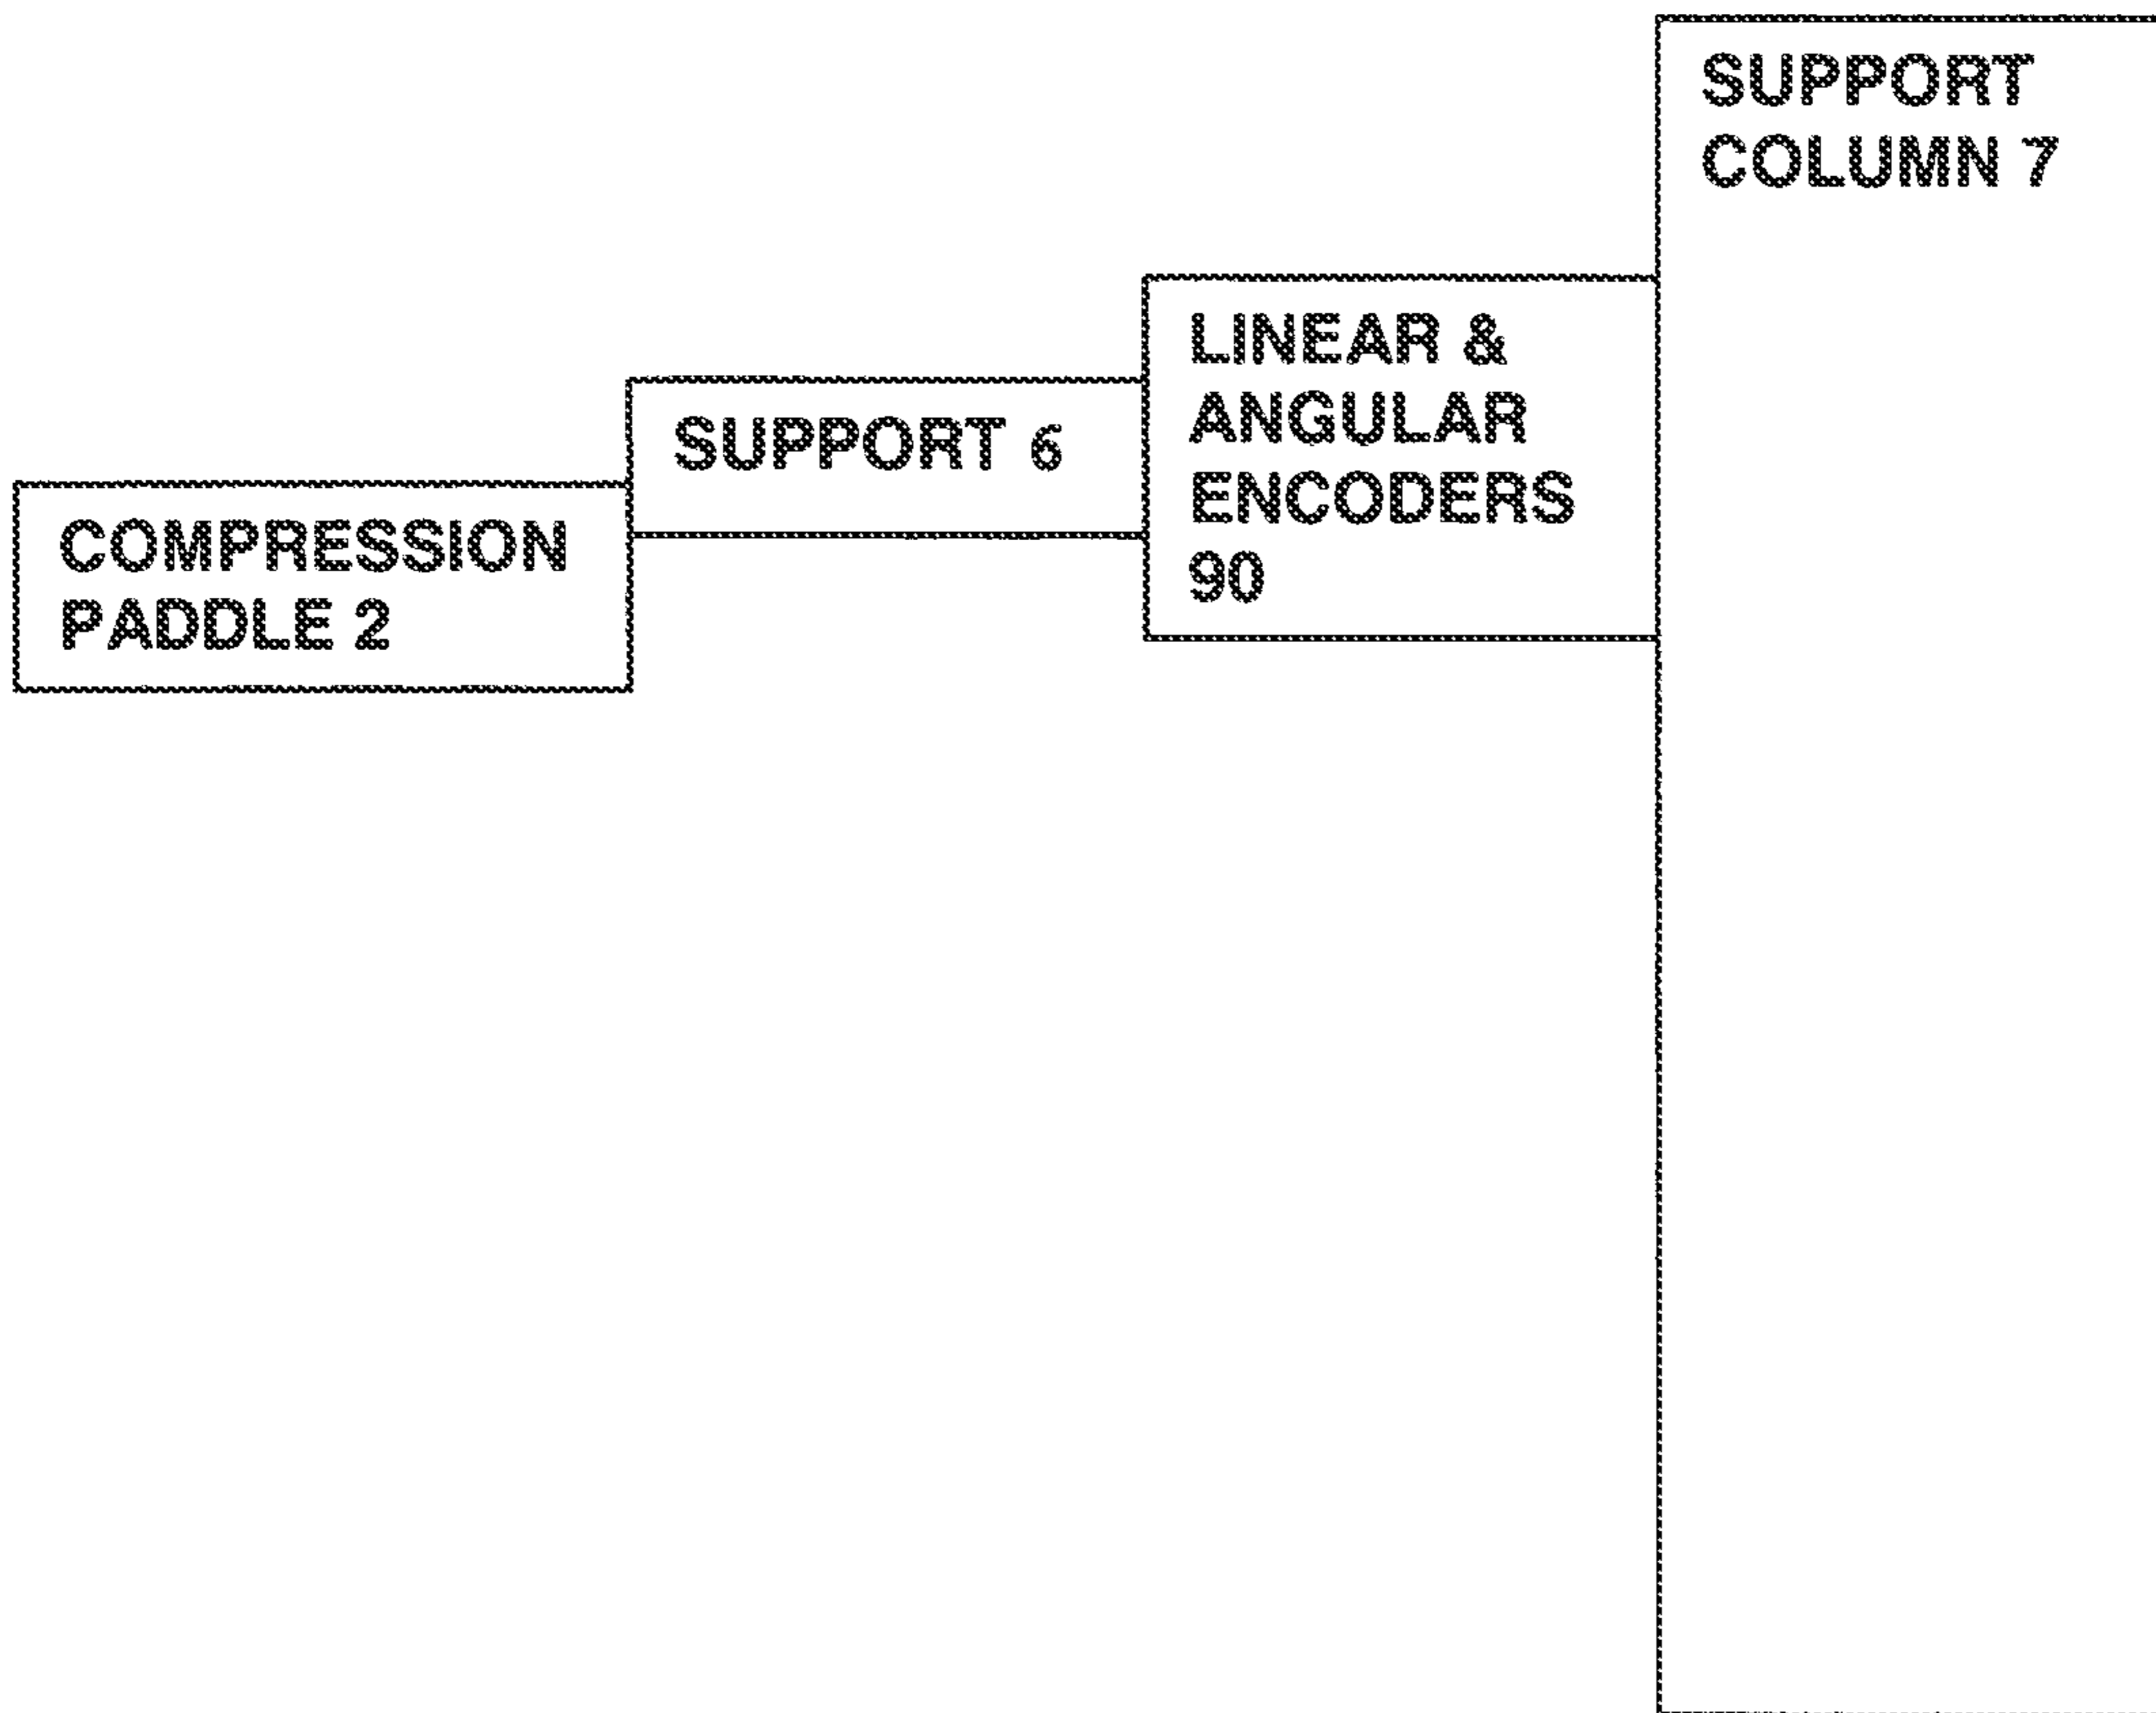 SUPPORT
COLUMN 7
LINEAR &
ANGULAR
ENCODERS
90
SUPPORT 6
COMPRESSION
PADDLE 2